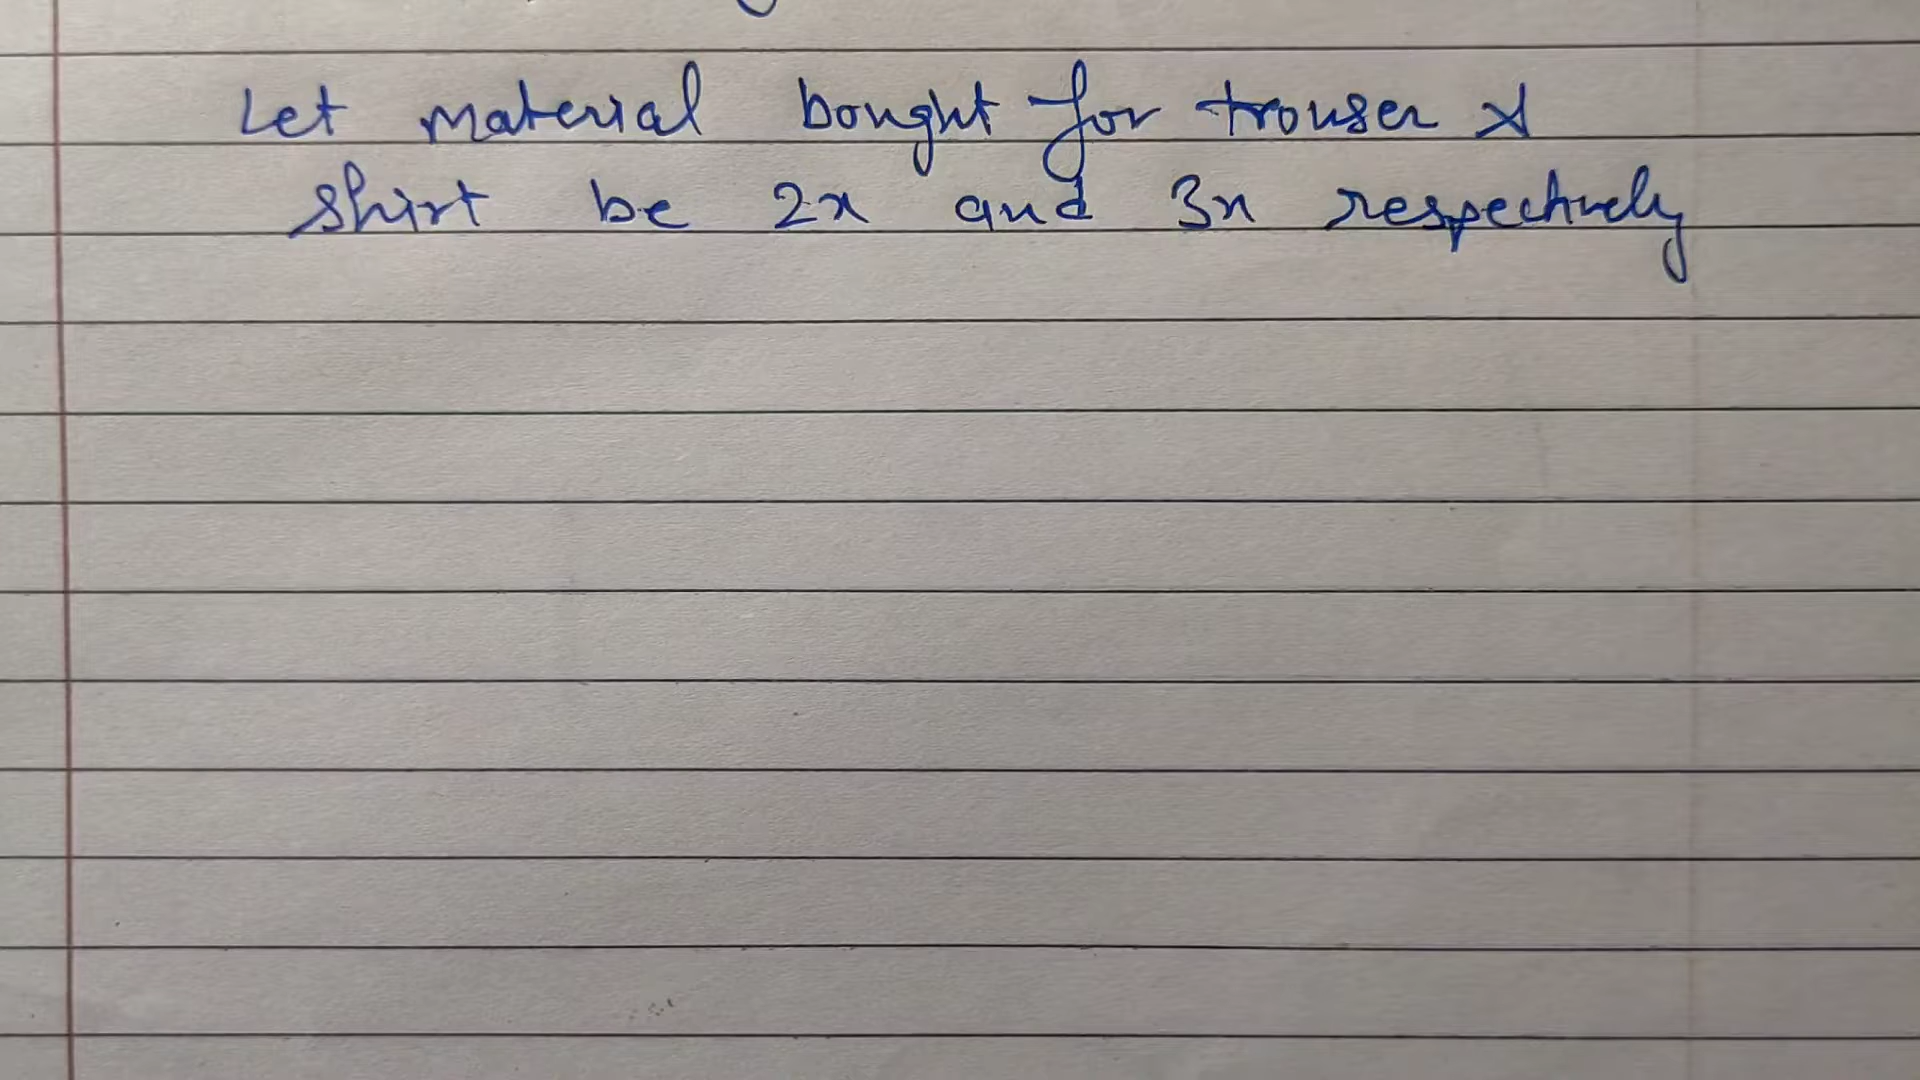 Let material bought for trouser &
shirt be 2x and 3x respectively